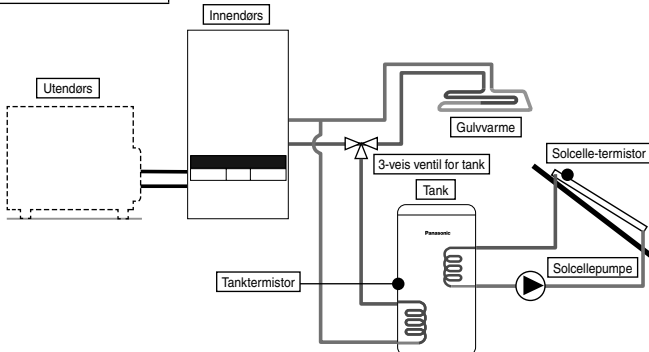 Innendørs
Utendørs
Gulvvarme
Solcelle-termistor
3-veis ventil for tank
Tank
Panasonic
Solcellepumpe
Tanktermistor